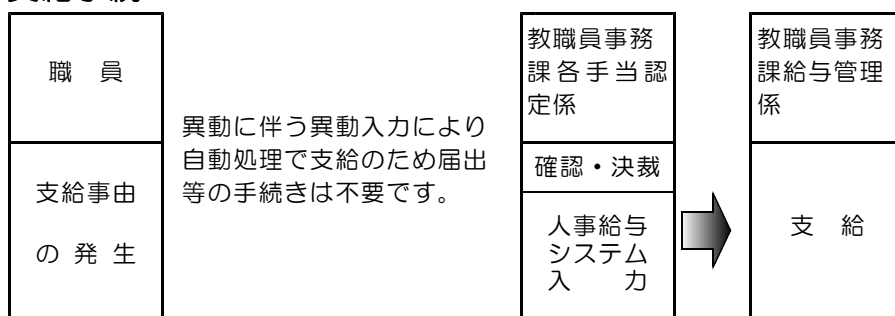 職　員
支給事由
の 発 生
異動に伴う異動入力により
自動処理で支給のため届出
等の手続きは不要です。
教職員事務
課各手当認
定係
確認・決裁
人事給与
システム
入　　力
教職員事務
課給与管理
係
支　給